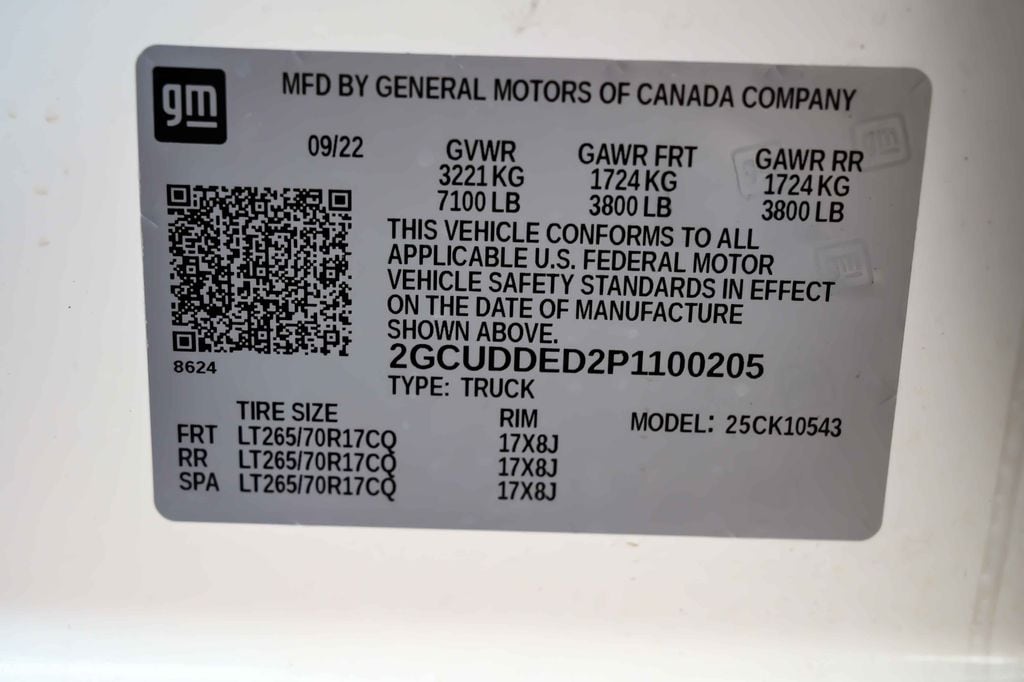 gm
MFD BY GENERAL MOTORS OF CANADA COMPANY
09/22 GVWR GAWR FRT GAWR RR
3221 KG 1724 KG 1724 KG
7100 LB 3800 LB 3800 LB
THIS VEHICLE CONFORMS TO ALL
APPLICABLE U.S. FEDERAL MOTOR
VEHICLE SAFETY STANDARDS IN EFFECT
ON THE DATE OF MANUFACTURE
SHOWN ABOVE.
8624
2GCUDDED2P1100205
TYPE: TRUCK
TIRE SIZE RIM MODEL: 25CK10543
FRT LT265/70R17CQ 17X8J
RR LT265/70R17CQ 17X8J
SPA LT265/70R17CQ 17X8J